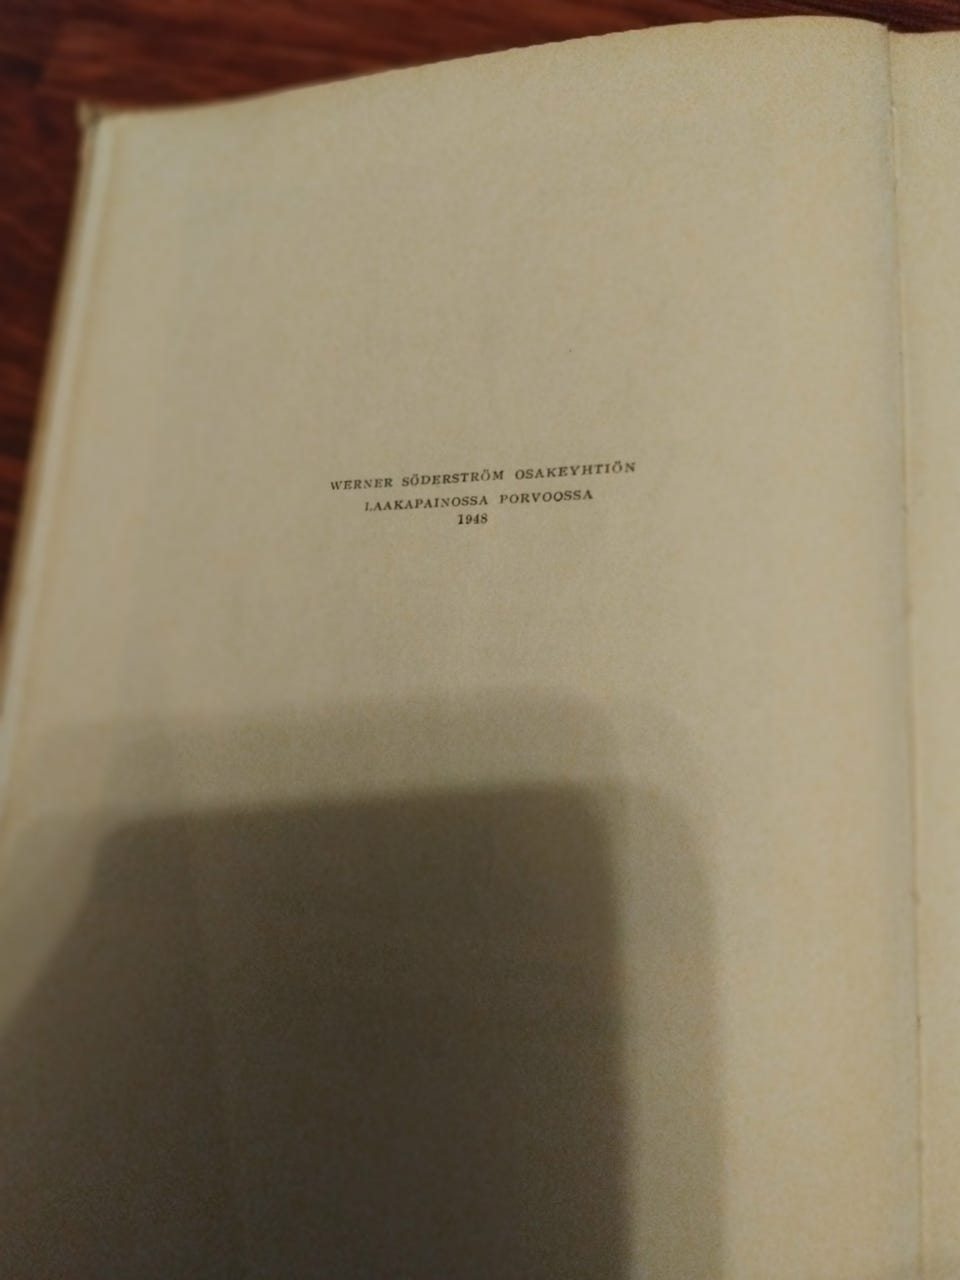 WERNER SÖDERSTRÖM OSAKEYHTIÖN
LAAKAPAINOSSA PORVOOSSA
1948